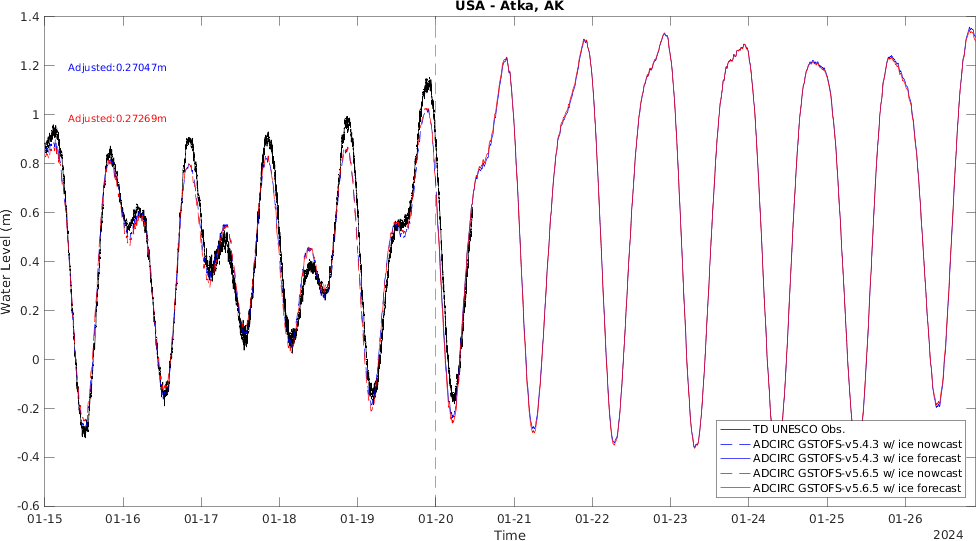 USA - Atka, AK
Adjusted:0.27047m
Adjusted:0.27269m
Water Level (m)
1.4
1.2
1
0.8
0.6
0.4
0.2
0
-0.2
-0.4
-0.6
TD UNESCO Obs.
ADCIRC GSTOFS-v5.4.3 w/ ice nowcast
ADCIRC GSTOFS-v5.4.3 w/ ice forecast
ADCIRC GSTOFS-v5.6.5 w/ ice nowcast
ADCIRC GSTOFS-v5.6.5 w/ ice forecast
01-15 01-16 01-17 01-18 01-19 01-20 01-21 01-22 01-23 01-24 01-25 01-26
Time
2024